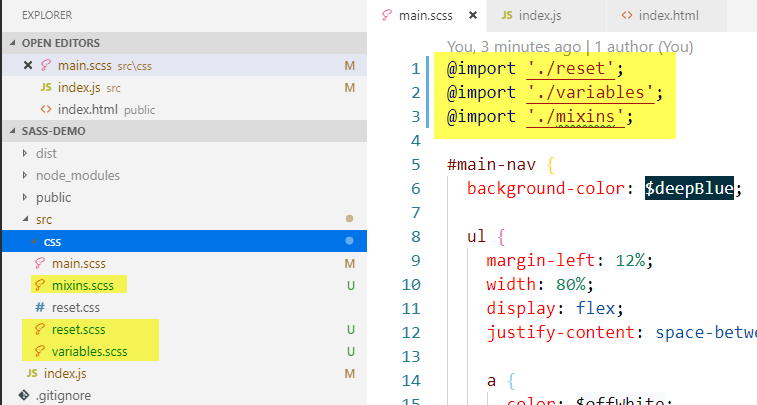 EXPLORER
OPEN EDITORS
main.scss src\css M
JS index.js src M
<> index.html public
SASS-DEMO
dist
node_modules
public
src
css
main.scss M
mixins.scss U
# reset.css
reset.scss U
variables.scss U
JS index.js M
.gitignore
main.scss
JS index.js
<> index.html
You, 3 minutes ago | 1 author (You)
1 @import './reset';
2 @import './variables';
3 @import './mixins';
4
5 #main-nav {
6 background-color: $deepBlue;
7
8 ul {
9 margin-left: 12%;
10 width: 80%;
11 display: flex;
12 justify-content: space-betwe
13
14 a {
15 color: $offWhite;